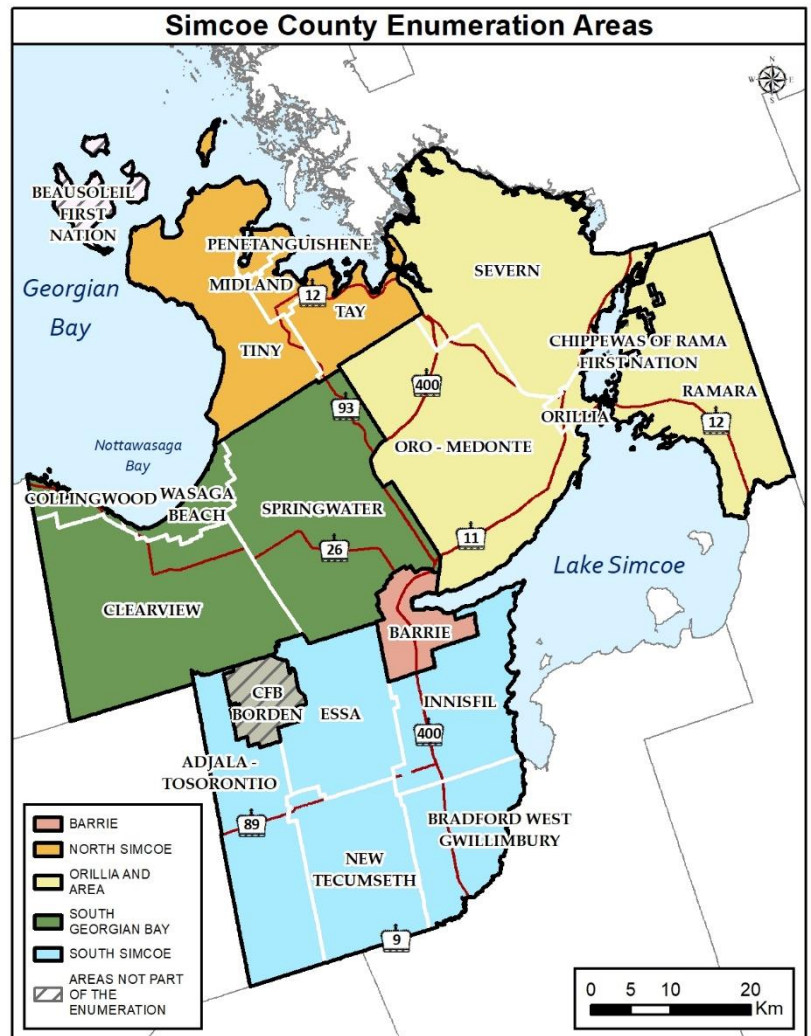 Simcoe County Enumeration Areas
N
W E
S
BEAUSOLEIL
FIRST
NATION
Georgian
Bay
PENETANGUISHENE
MIDLAND
12
TAY
TINY
SEVERN
CHIPPEWAS OF RAMA
FIRST NATION
RAMARA
12
400
93
ORILLIA
ORO - MEDONTE
Nottawasaga
Bay
COLLINGWOOD
WASAGA
BEACH
SPRINGWATER
26
11
Lake Simcoe
CLEARVIEW
BARRIE
CFB
BORDEN
ESSA
INNISFIL
400
ADJALA -
TOSORONTIO
89
BRADFORD WEST
GWILLIMBURY
NEW
TECUMSETH
9
BARRIE
NORTH SIMCOE
ORILLIA AND
AREA
SOUTH
GEORGIAN BAY
SOUTH SIMCOE
AREAS NOT PART
OF THE
ENUMERATION
0 5 10 20
Km